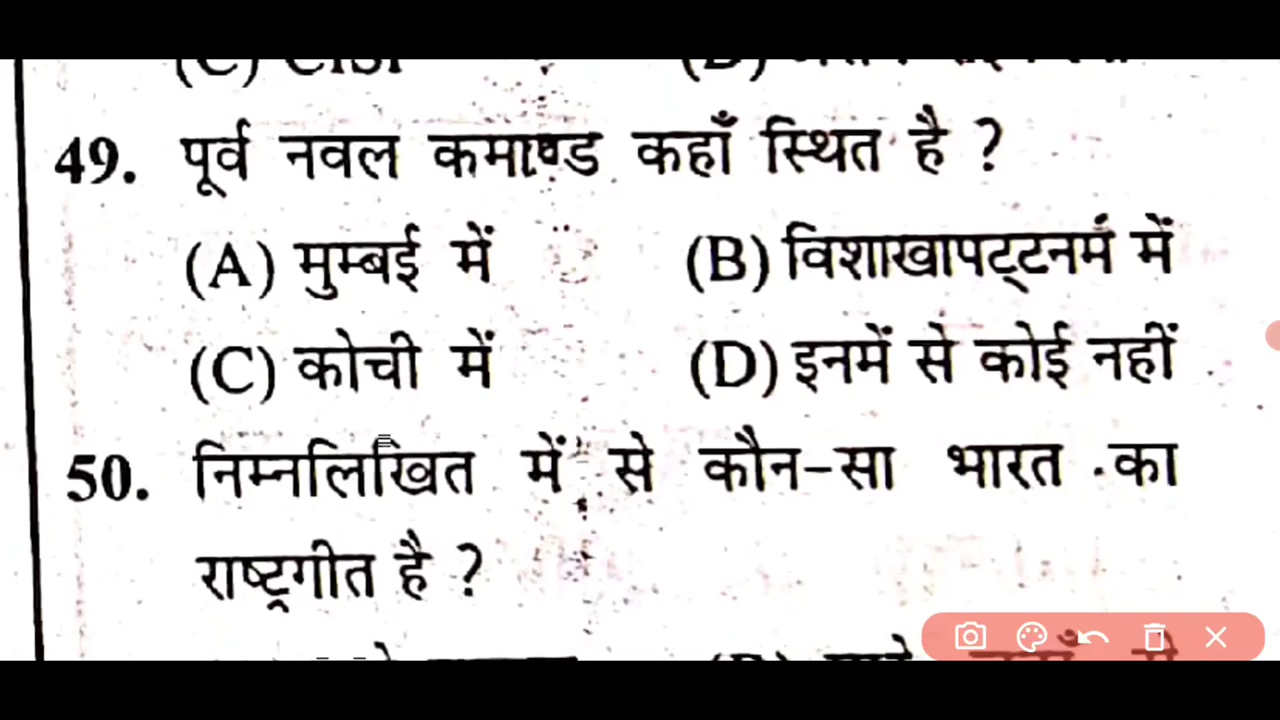 49. पूर्व नवल कमाण्ड कहाँ स्थित है ?
(A) मुम्बई में (B) विशाखापट्टनमं में
(C) कोची में (D) इनमें से कोई नहीं
50. निम्नलिखित में से कौन-सा भारत का
राष्ट्रगीत है ?